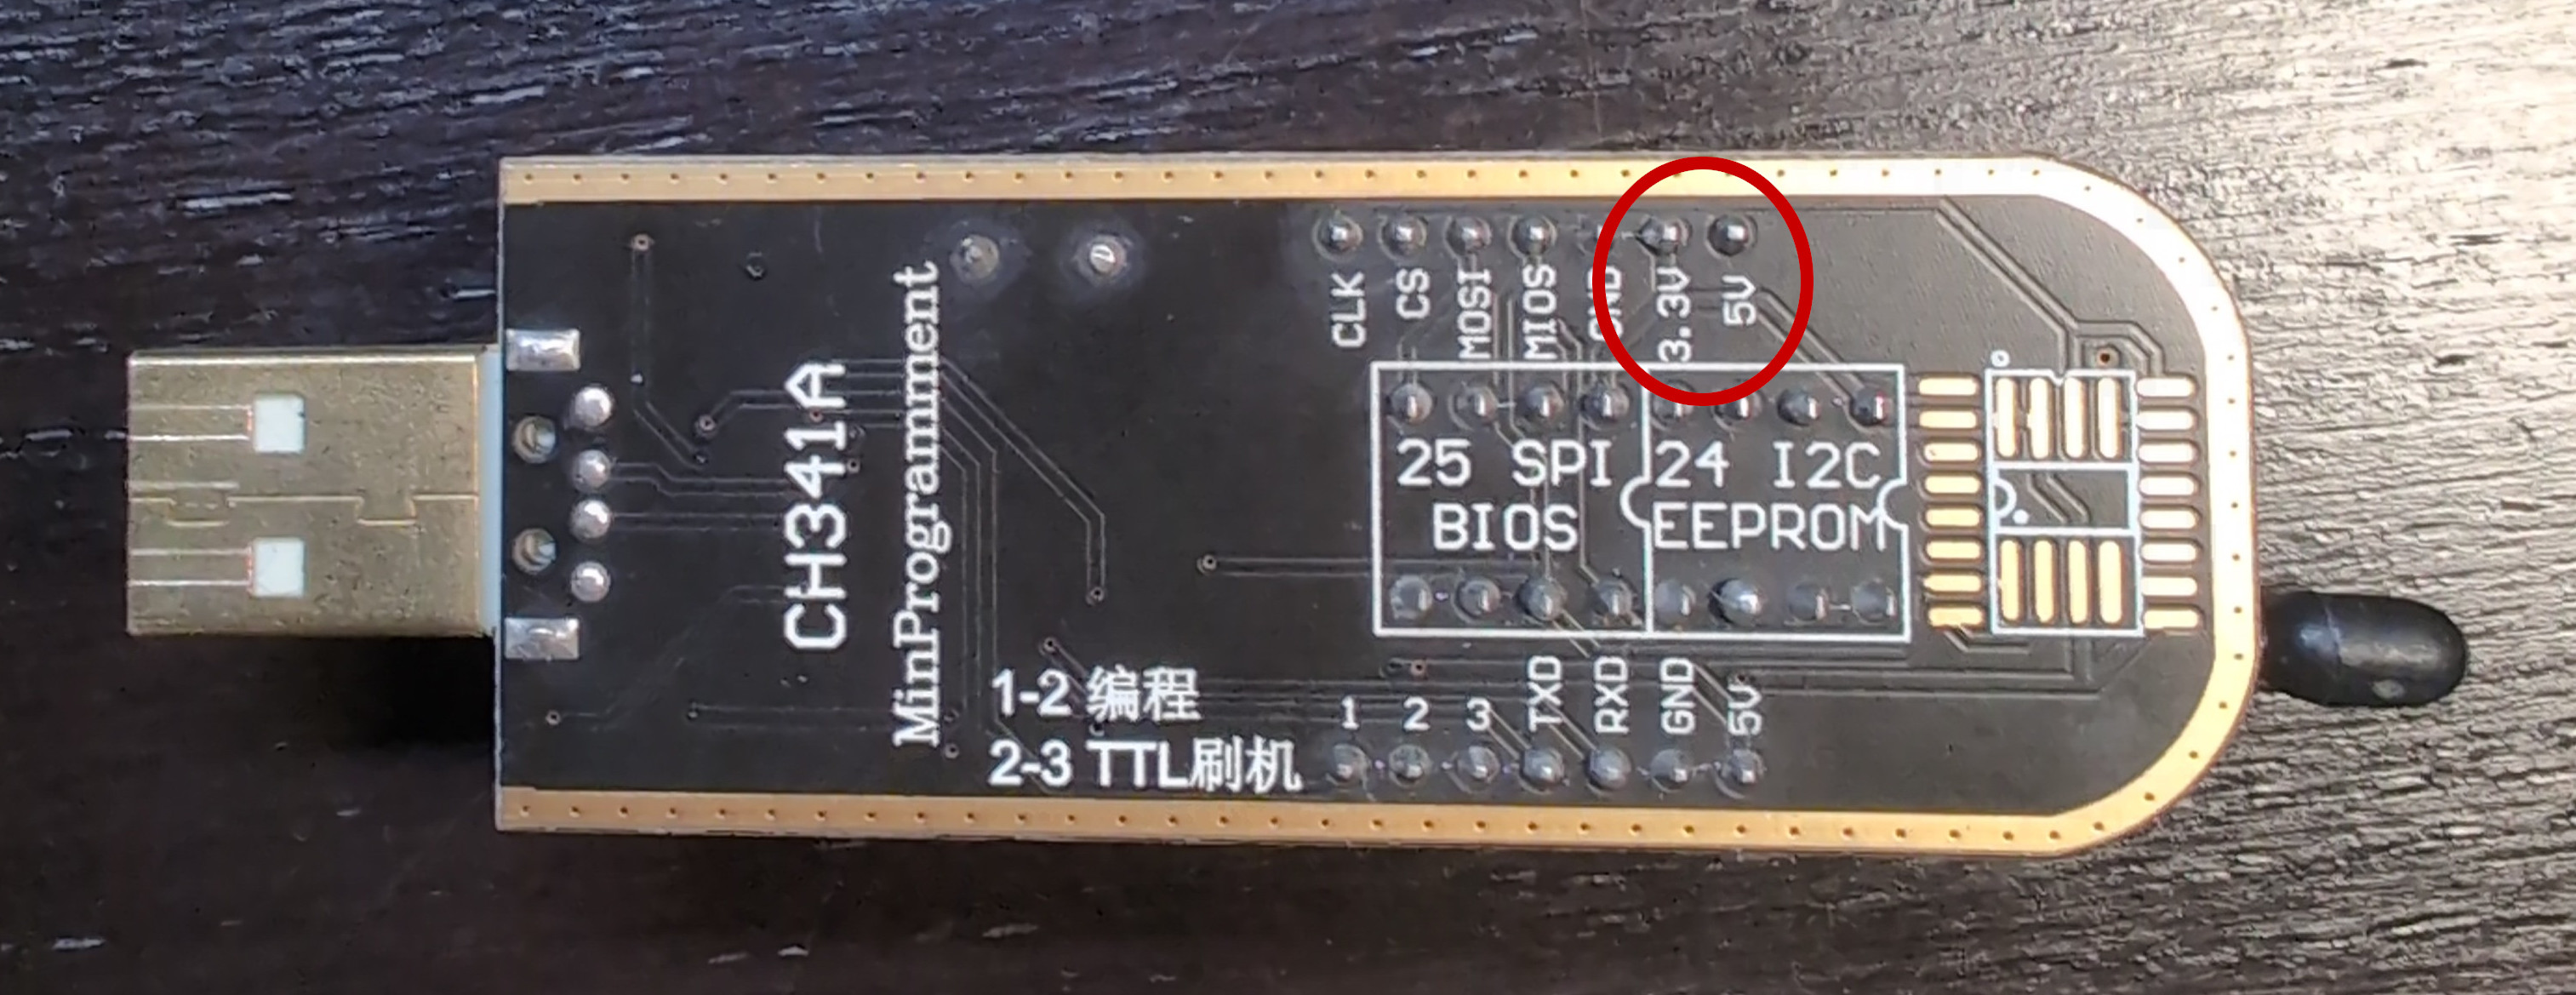 CLK CS MOSI MIOS GND 3.3V 5V
CH341A
MinProgrammment
25 SPI
BIOS
24 I2C
EEPROM
1-2 编程
2-3 TTL刷机
1 2 3 TXD RXD GND 5V